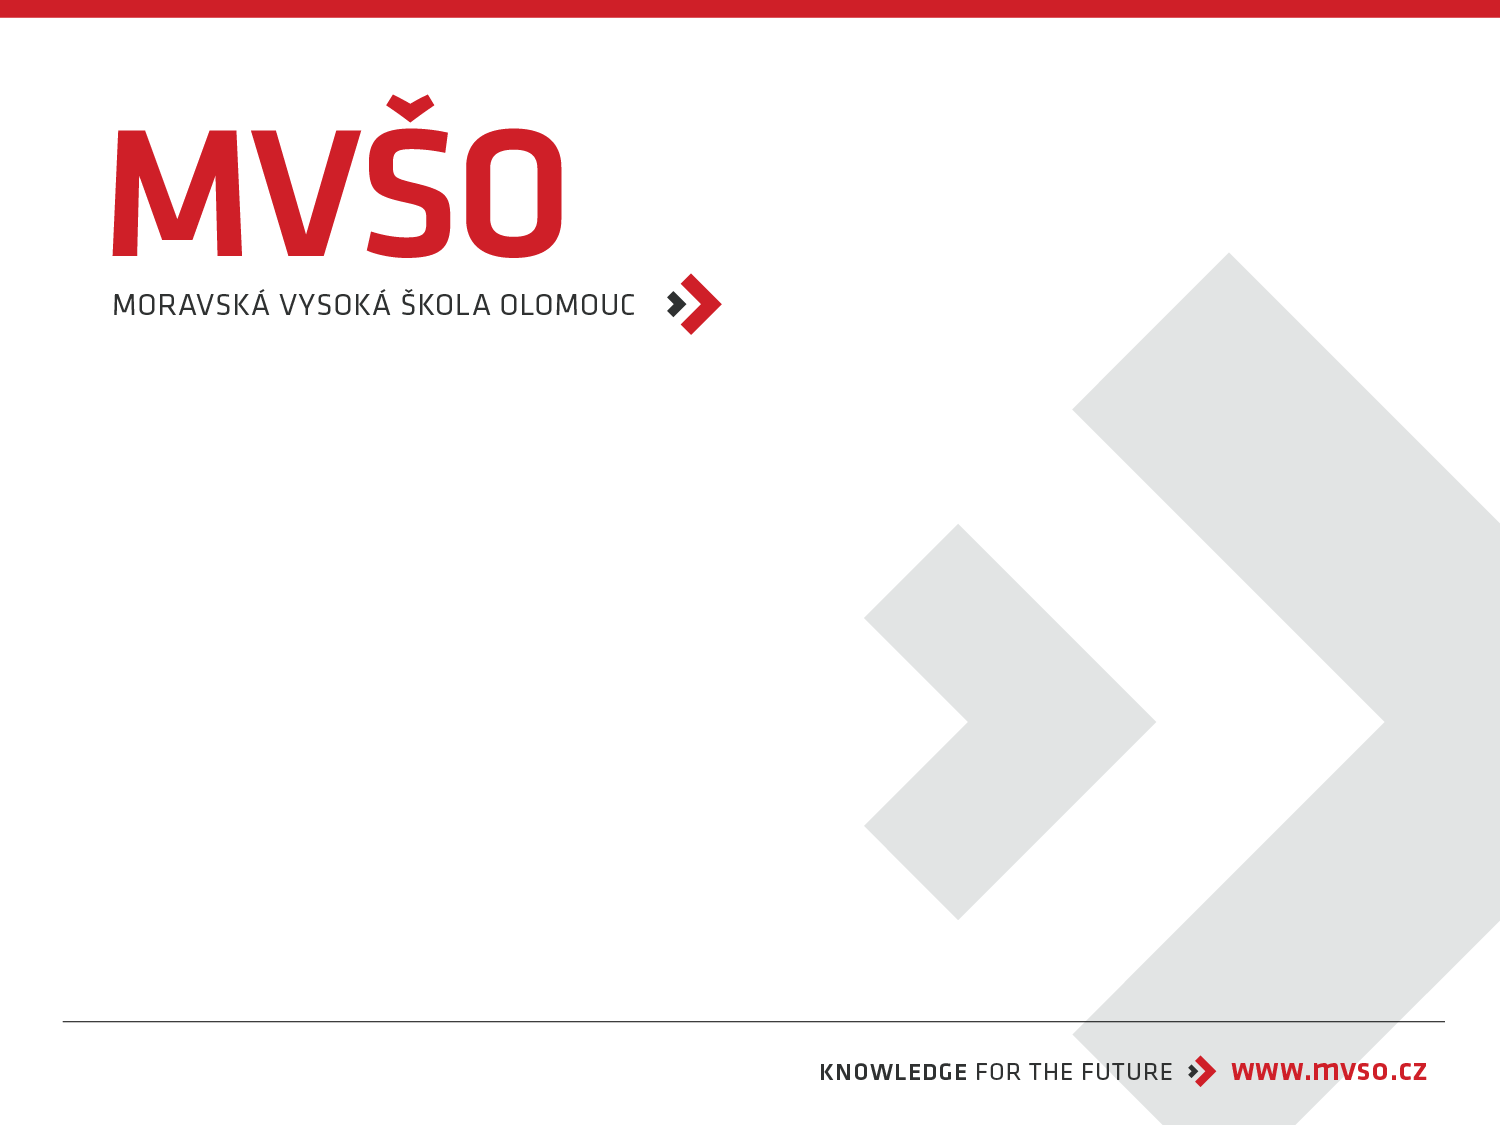 MVŠO
MORAVSKÁ VYSOKÁ ŠKOLA OLOMOUC
KNOWLEDGE FOR THE FUTURE www.mvso.cz